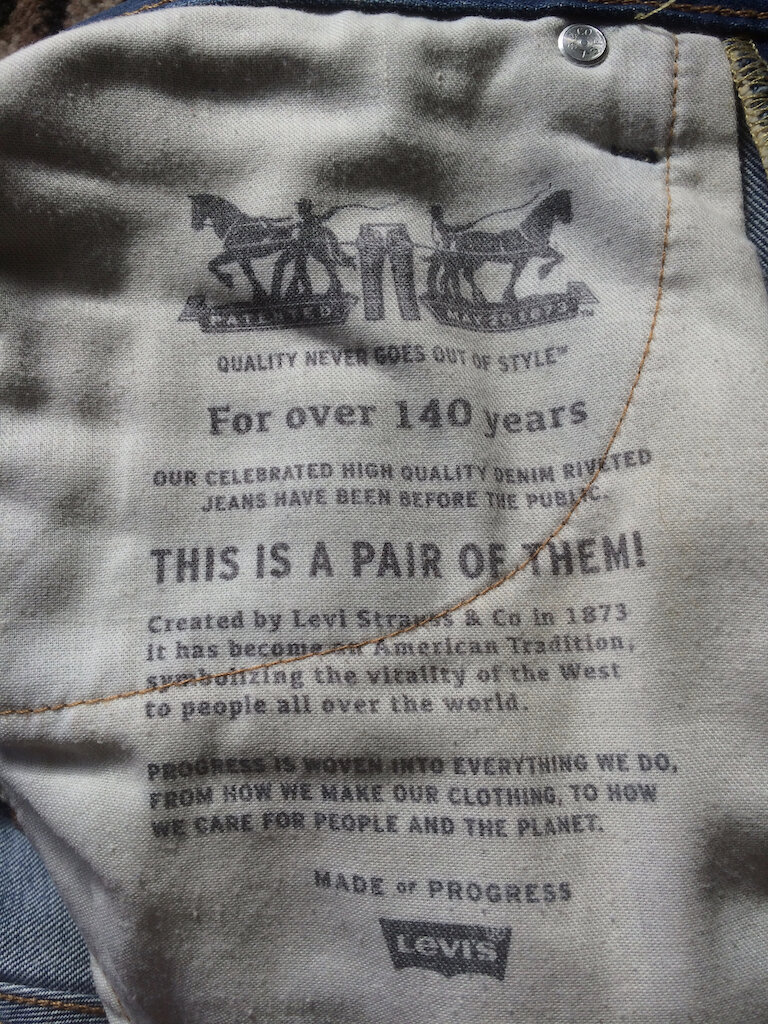 PATENTED MAY 20 1873 ™
QUALITY NEVER GOES OUT OF STYLE™
For over 140 years
OUR CELEBRATED HIGH QUALITY DENIM RIVETED
JEANS HAVE BEEN BEFORE THE PUBLIC.
THIS IS A PAIR OF THEM!
Created by Levi Strauss & Co in 1873
it has become an American Tradition,
symbolizing the vitality of the West
to people all over the world.
PROGRESS IS WOVEN INTO EVERYTHING WE DO,
FROM HOW WE MAKE OUR CLOTHING, TO HOW
WE CARE FOR PEOPLE AND THE PLANET.
MADE of PROGRESS
LEVI'S